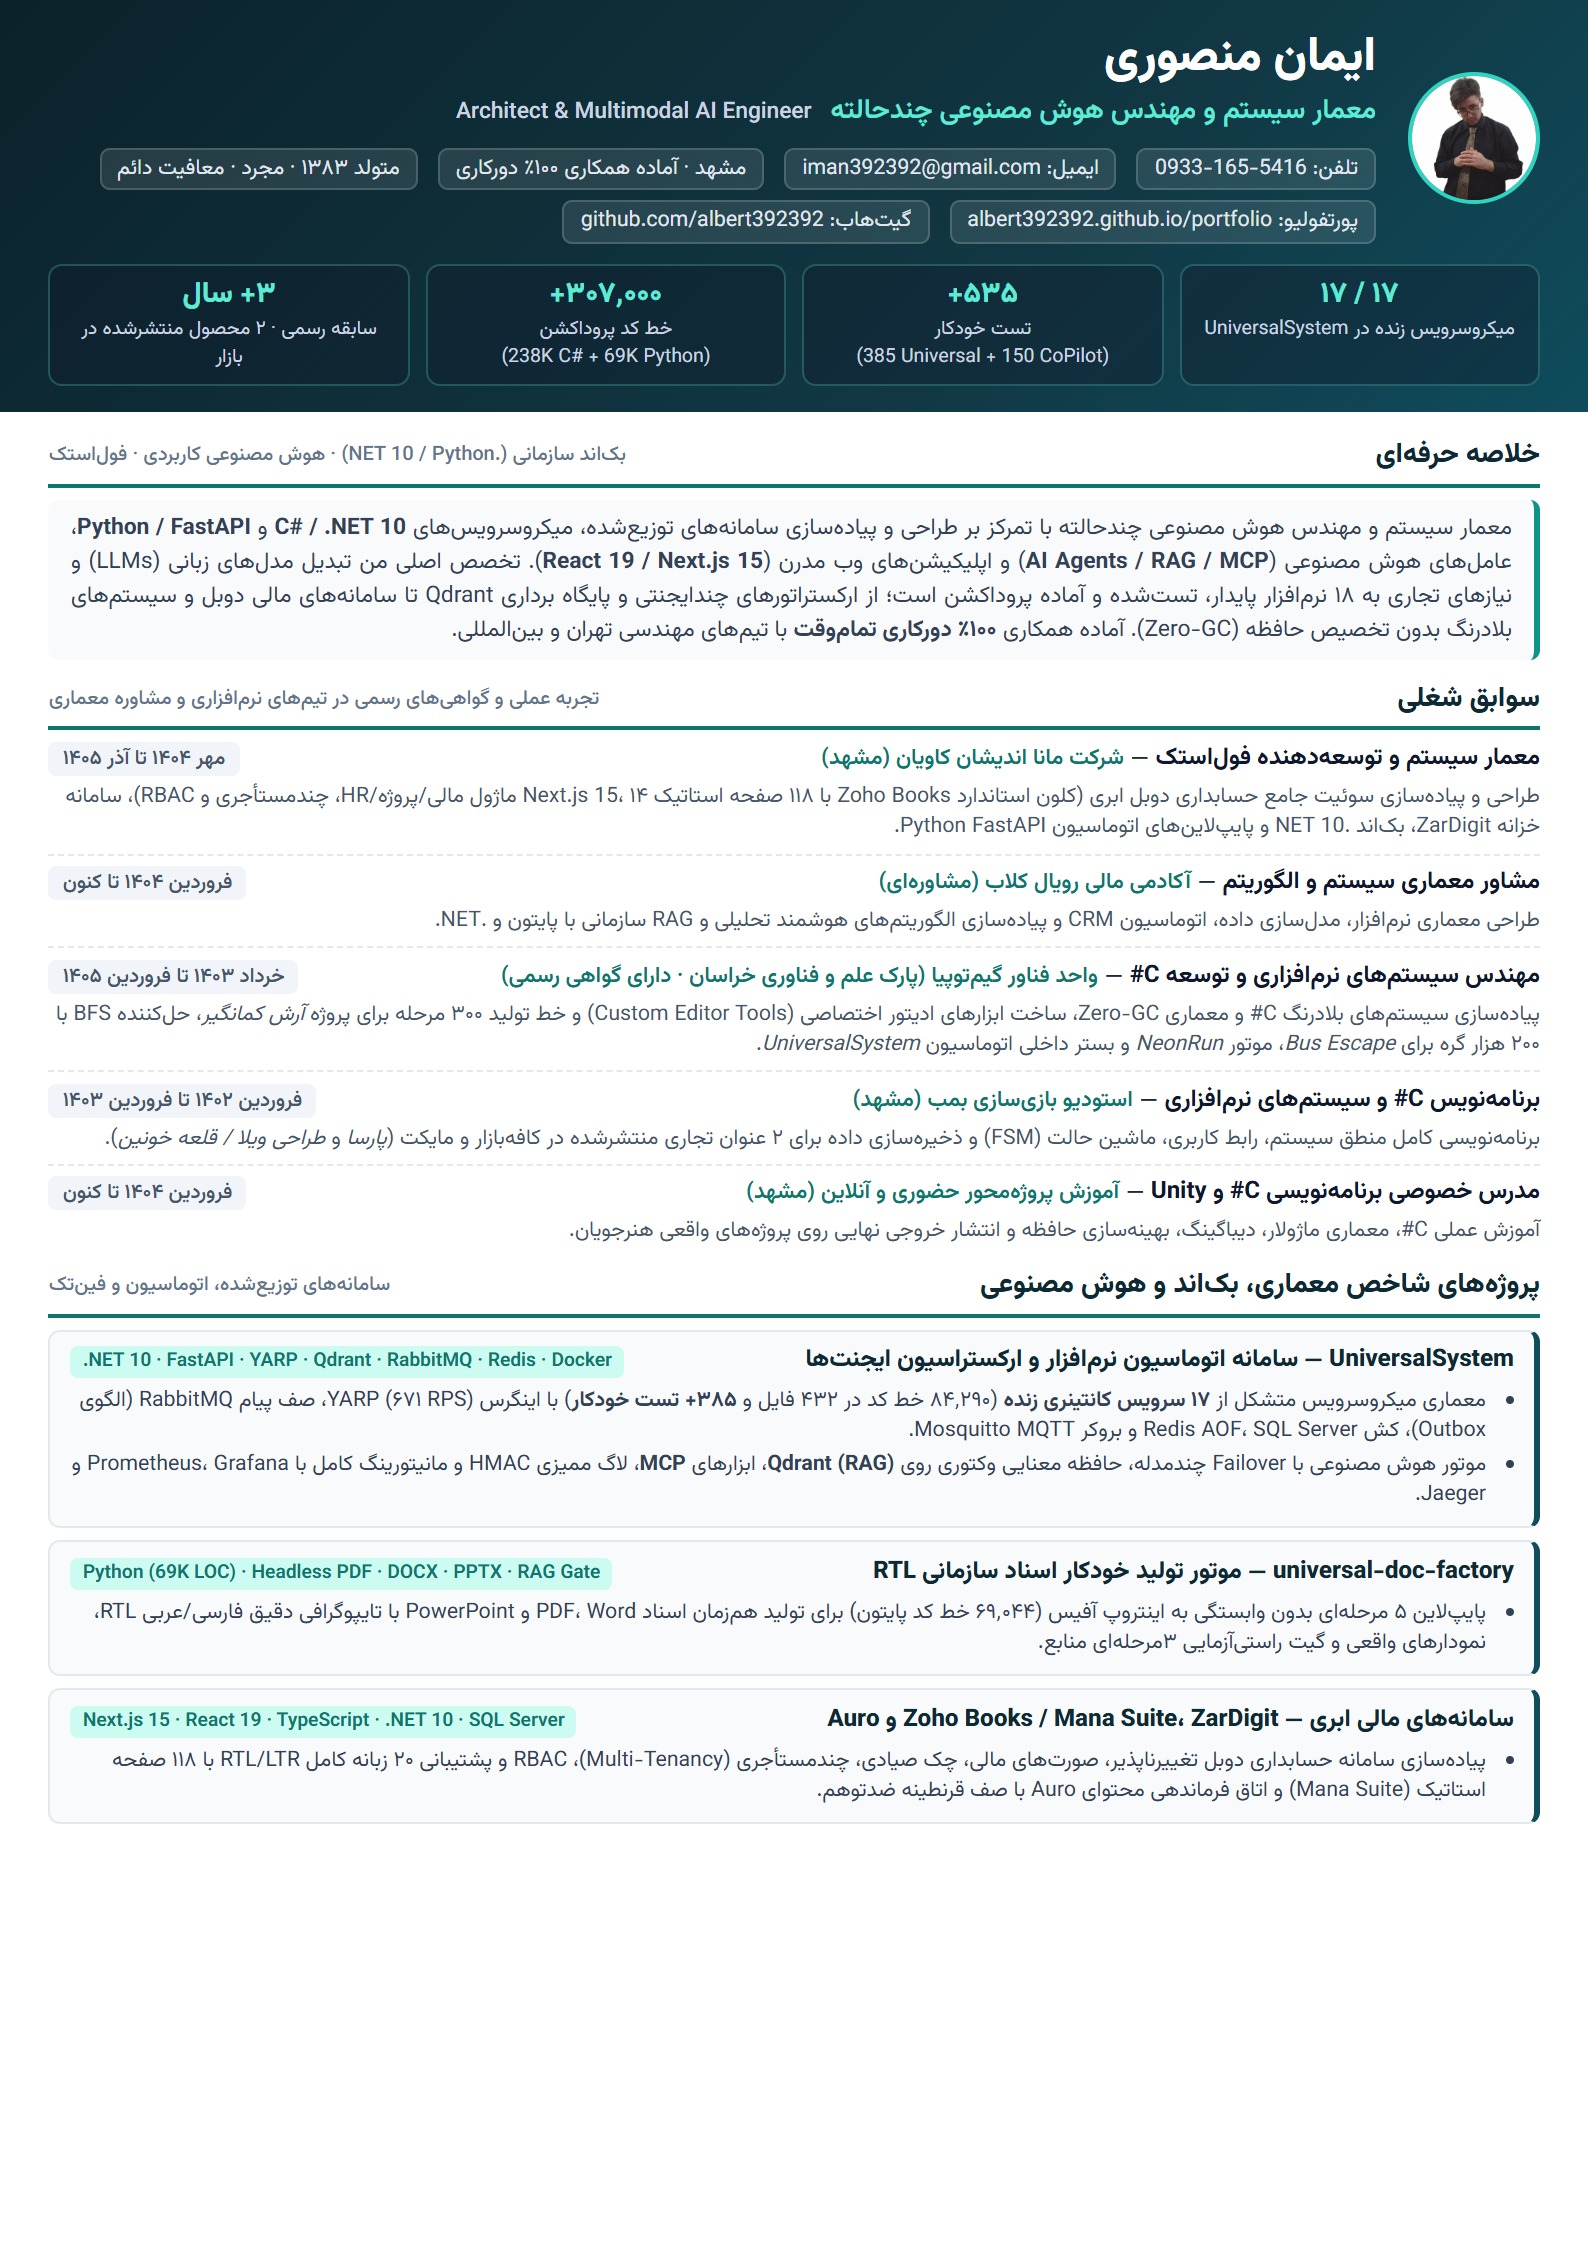 ایمان منصوری
معمار سیستم و مهندس هوش مصنوعی چندحالته Architect & Multimodal AI Engineer
تلفن: 0933-165-5416
ایمیل: iman392392@gmail.com
مشهد · آماده همکاری ۱۰۰٪ دورکاری
متولد ۱۳۸۳ · مجرد · معافیت دائم
پورتفولیو: albert392392.github.io/portfolio
گیت‌هاب: github.com/albert392392
۱۷ / ۱۷
میکروسرویس زنده در UniversalSystem
۵۳۵+
تست خودکار
(385 Universal + 150 CoPilot)
۳۰۷,۰۰۰+
خط کد پروداکشن
(238K C# + 69K Python)
۳+ سال
سابقه رسمی · ۲ محصول منتشرشده در
بازار
خلاصه حرفه‌ای
بک‌اند سازمانی (.NET 10 / Python) · هوش مصنوعی کاربردی · فول‌استک
معمار سیستم و مهندس هوش مصنوعی چندحالته با تمرکز بر طراحی و پیاده‌سازی سامانه‌های توزیع‌شده، میکروسرویس‌های C# / .NET 10 و Python / FastAPI،
عامل‌های هوش مصنوعی (AI Agents / RAG / MCP) و اپلیکیشن‌های وب مدرن (React 19 / Next.js 15). تخصص اصلی من تبدیل مدل‌های زبانی (LLMs) و
نیازهای تجاری به ۱۸ نرم‌افزار پایدار، تست‌شده و آماده پروداکشن است؛ از ارکستراتورهای چندایجنتی و پایگاه برداری Qdrant تا سامانه‌های مالی دوبل و سیستم‌های
بلادرنگ بدون تخصیص حافظه (Zero-GC). آماده همکاری ۱۰۰٪ دورکاری تمام‌وقت با تیم‌های مهندسی تهران و بین‌المللی.
سوابق شغلی
تجربه عملی و گواهی‌های رسمی در تیم‌های نرم‌افزاری و مشاوره معماری
معمار سیستم و توسعه‌دهنده فول‌استک — شرکت مانا اندیشان کاویان (مشهد)
مهر ۱۴۰۴ تا آذر ۱۴۰۵
طراحی و پیاده‌سازی سوئیت جامع حسابداری دوبل ابری (کلون استاندارد Zoho Books با ۱۱۸ صفحه استاتیک Next.js 15، ۱۴ ماژول مالی/پروژه/HR، چندمستأجری و RBAC)، سامانه
خزانه ZarDigit، بک‌اند .NET 10 و پایپ‌لاین‌های اتوماسیون Python FastAPI.
مشاور معماری سیستم و الگوریتم — آکادمی مالی رویال کلاب (مشاوره‌ای)
فروردین ۱۴۰۴ تا کنون
طراحی معماری نرم‌افزار، مدل‌سازی داده، اتوماسیون CRM و پیاده‌سازی الگوریتم‌های هوشمند تحلیلی و RAG سازمانی با پایتون و .NET.
مهندس سیستم‌های نرم‌افزاری و توسعه C# — واحد فناور گیم‌توپیا (پارک علم و فناوری خراسان · دارای گواهی رسمی)
خرداد ۱۴۰۳ تا فروردین ۱۴۰۵
پیاده‌سازی سیستم‌های بلادرنگ C# و معماری Zero-GC، ساخت ابزارهای ادیتور اختصاصی (Custom Editor Tools) و خط تولید ۳۰۰ مرحله برای پروژه آرش کمانگیر، حل‌کننده BFS با
۲۰۰ هزار گره برای Bus Escape، موتور NeonRun و بستر داخلی اتوماسیون UniversalSystem.
برنامه‌نویس C# و سیستم‌های نرم‌افزاری — استودیو بازی‌سازی بمب (مشهد)
فروردین ۱۴۰۲ تا فروردین ۱۴۰۳
برنامه‌نویسی کامل منطق سیستم، رابط کاربری، ماشین حالت (FSM) و ذخیره‌سازی داده برای ۲ عنوان تجاری منتشرشده در کافه‌بازار و مایکت (پارسا و طراحی ویلا / قلعه خونین).
مدرس خصوصی برنامه‌نویسی C# و Unity — آموزش پروژه‌محور حضوری و آنلاین (مشهد)
فروردین ۱۴۰۴ تا کنون
آموزش عملی C#، معماری ماژولار، دیباگینگ، بهینه‌سازی حافظه و انتشار خروجی نهایی روی پروژه‌های واقعی هنرجویان.
پروژه‌های شاخص معماری، بک‌اند و هوش مصنوعی
سامانه‌های توزیع‌شده، اتوماسیون و فین‌تک
UniversalSystem — سامانه اتوماسیون نرم‌افزار و ارکستراسیون ایجنت‌ها
.NET 10 · FastAPI · YARP · Qdrant · RabbitMQ · Redis · Docker
• معماری میکروسرویس متشکل از ۱۷ سرویس کانتینری زنده (۸۴,۲۹۰ خط کد در ۴۳۲ فایل و ۳۸۵+ تست خودکار) با اینگرس YARP (۶۷۱ RPS)، صف پیام RabbitMQ (الگوی
Outbox)، کش Redis AOF، SQL Server و بروکر Mosquitto MQTT.
• موتور هوش مصنوعی با Failover چندمدله، حافظه معنایی وکتوری روی Qdrant (RAG)، ابزارهای MCP، لاگ ممیزی HMAC و مانیتورینگ کامل با Prometheus، Grafana و
Jaeger.
universal-doc-factory — موتور تولید خودکار اسناد سازمانی RTL
Python (69K LOC) · Headless PDF · DOCX · PPTX · RAG Gate
• پایپ‌لاین ۵ مرحله‌ای بدون وابستگی به اینتروپ آفیس (۶۹,۰۴۴ خط کد پایتون) برای تولید هم‌زمان اسناد PDF، Word و PowerPoint با تایپوگرافی دقیق فارسی/عربی RTL،
نمودارهای واقعی و گیت راستی‌آزمایی ۳مرحله‌ای منابع.
سامانه‌های مالی ابری — Zoho Books / Mana Suite، ZarDigit و Auro
Next.js 15 · React 19 · TypeScript · .NET 10 · SQL Server
• پیاده‌سازی سامانه حسابداری دوبل تغییرناپذیر، صورت‌های مالی، چک صیادی، چندمستأجری (Multi-Tenancy)، RBAC و پشتیبانی ۲۰ زبانه کامل RTL/LTR با ۱۱۸ صفحه
استاتیک (Mana Suite) و اتاق فرماندهی محتوای Auro با صف قرنطینه ضدتوهم.